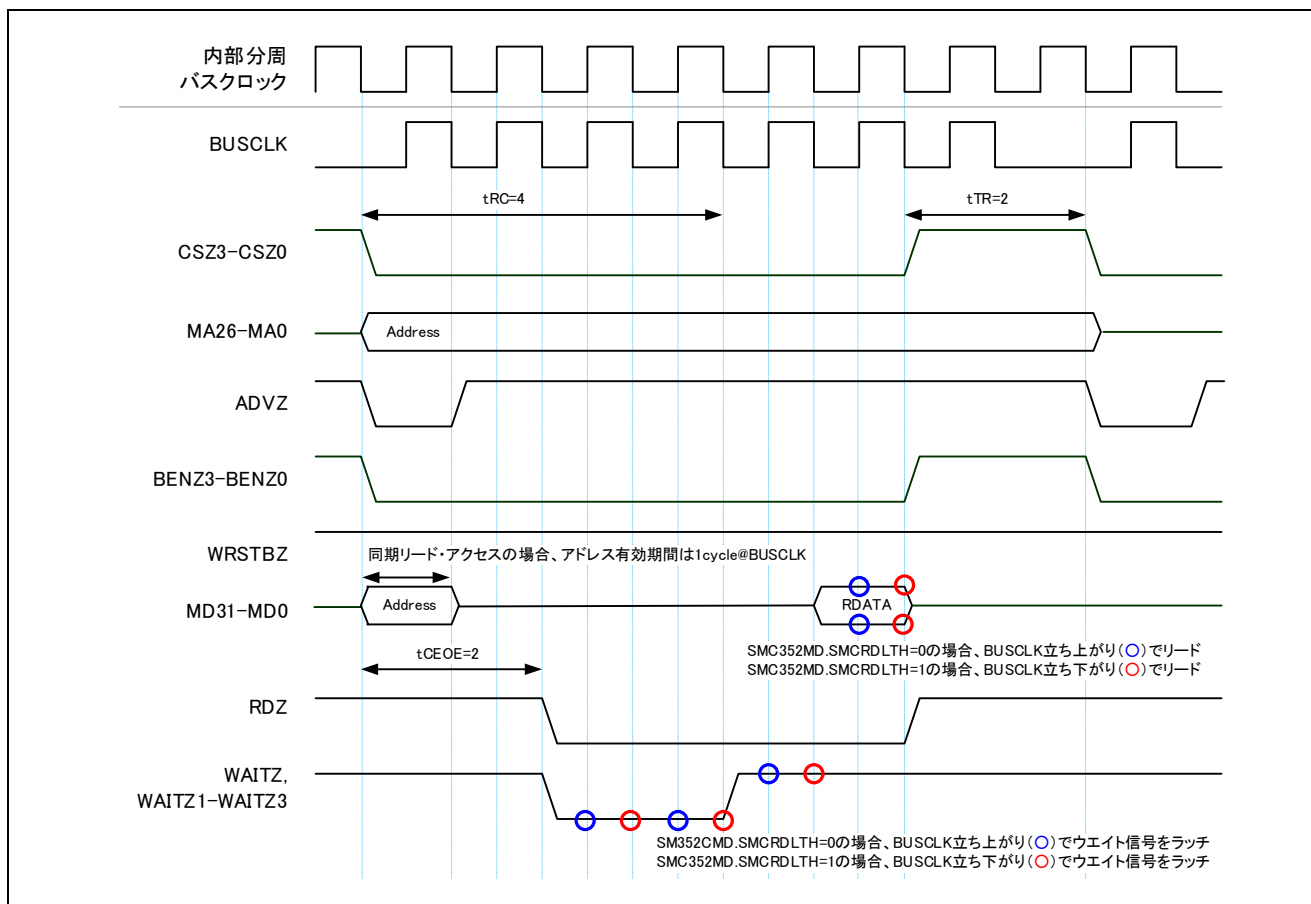 内部分周
バスクロック
BUSCLK
tRC=4
tTR=2
CSZ3-CSZ0
MA26-MA0
Address
ADVZ
BENZ3-BENZ0
WRSTBZ
同期リード・アクセスの場合、アドレス有効期間は1cycle@BUSCLK
MD31-MD0
Address
RDATA
SMC352MD.SMCRDLTH=0の場合、BUSCLK立ち上がり(○)でリード
SMC352MD.SMCRDLTH=1の場合、BUSCLK立ち下がり(○)でリード
tCEOE=2
RDZ
WAITZ,
WAITZ1-WAITZ3
SM352CMD.SMCRDLTH=0の場合、BUSCLK立ち上がり(○)でウエイト信号をラッチ
SMC352MD.SMCRDLTH=1の場合、BUSCLK立ち下がり(○)でウエイト信号をラッチ